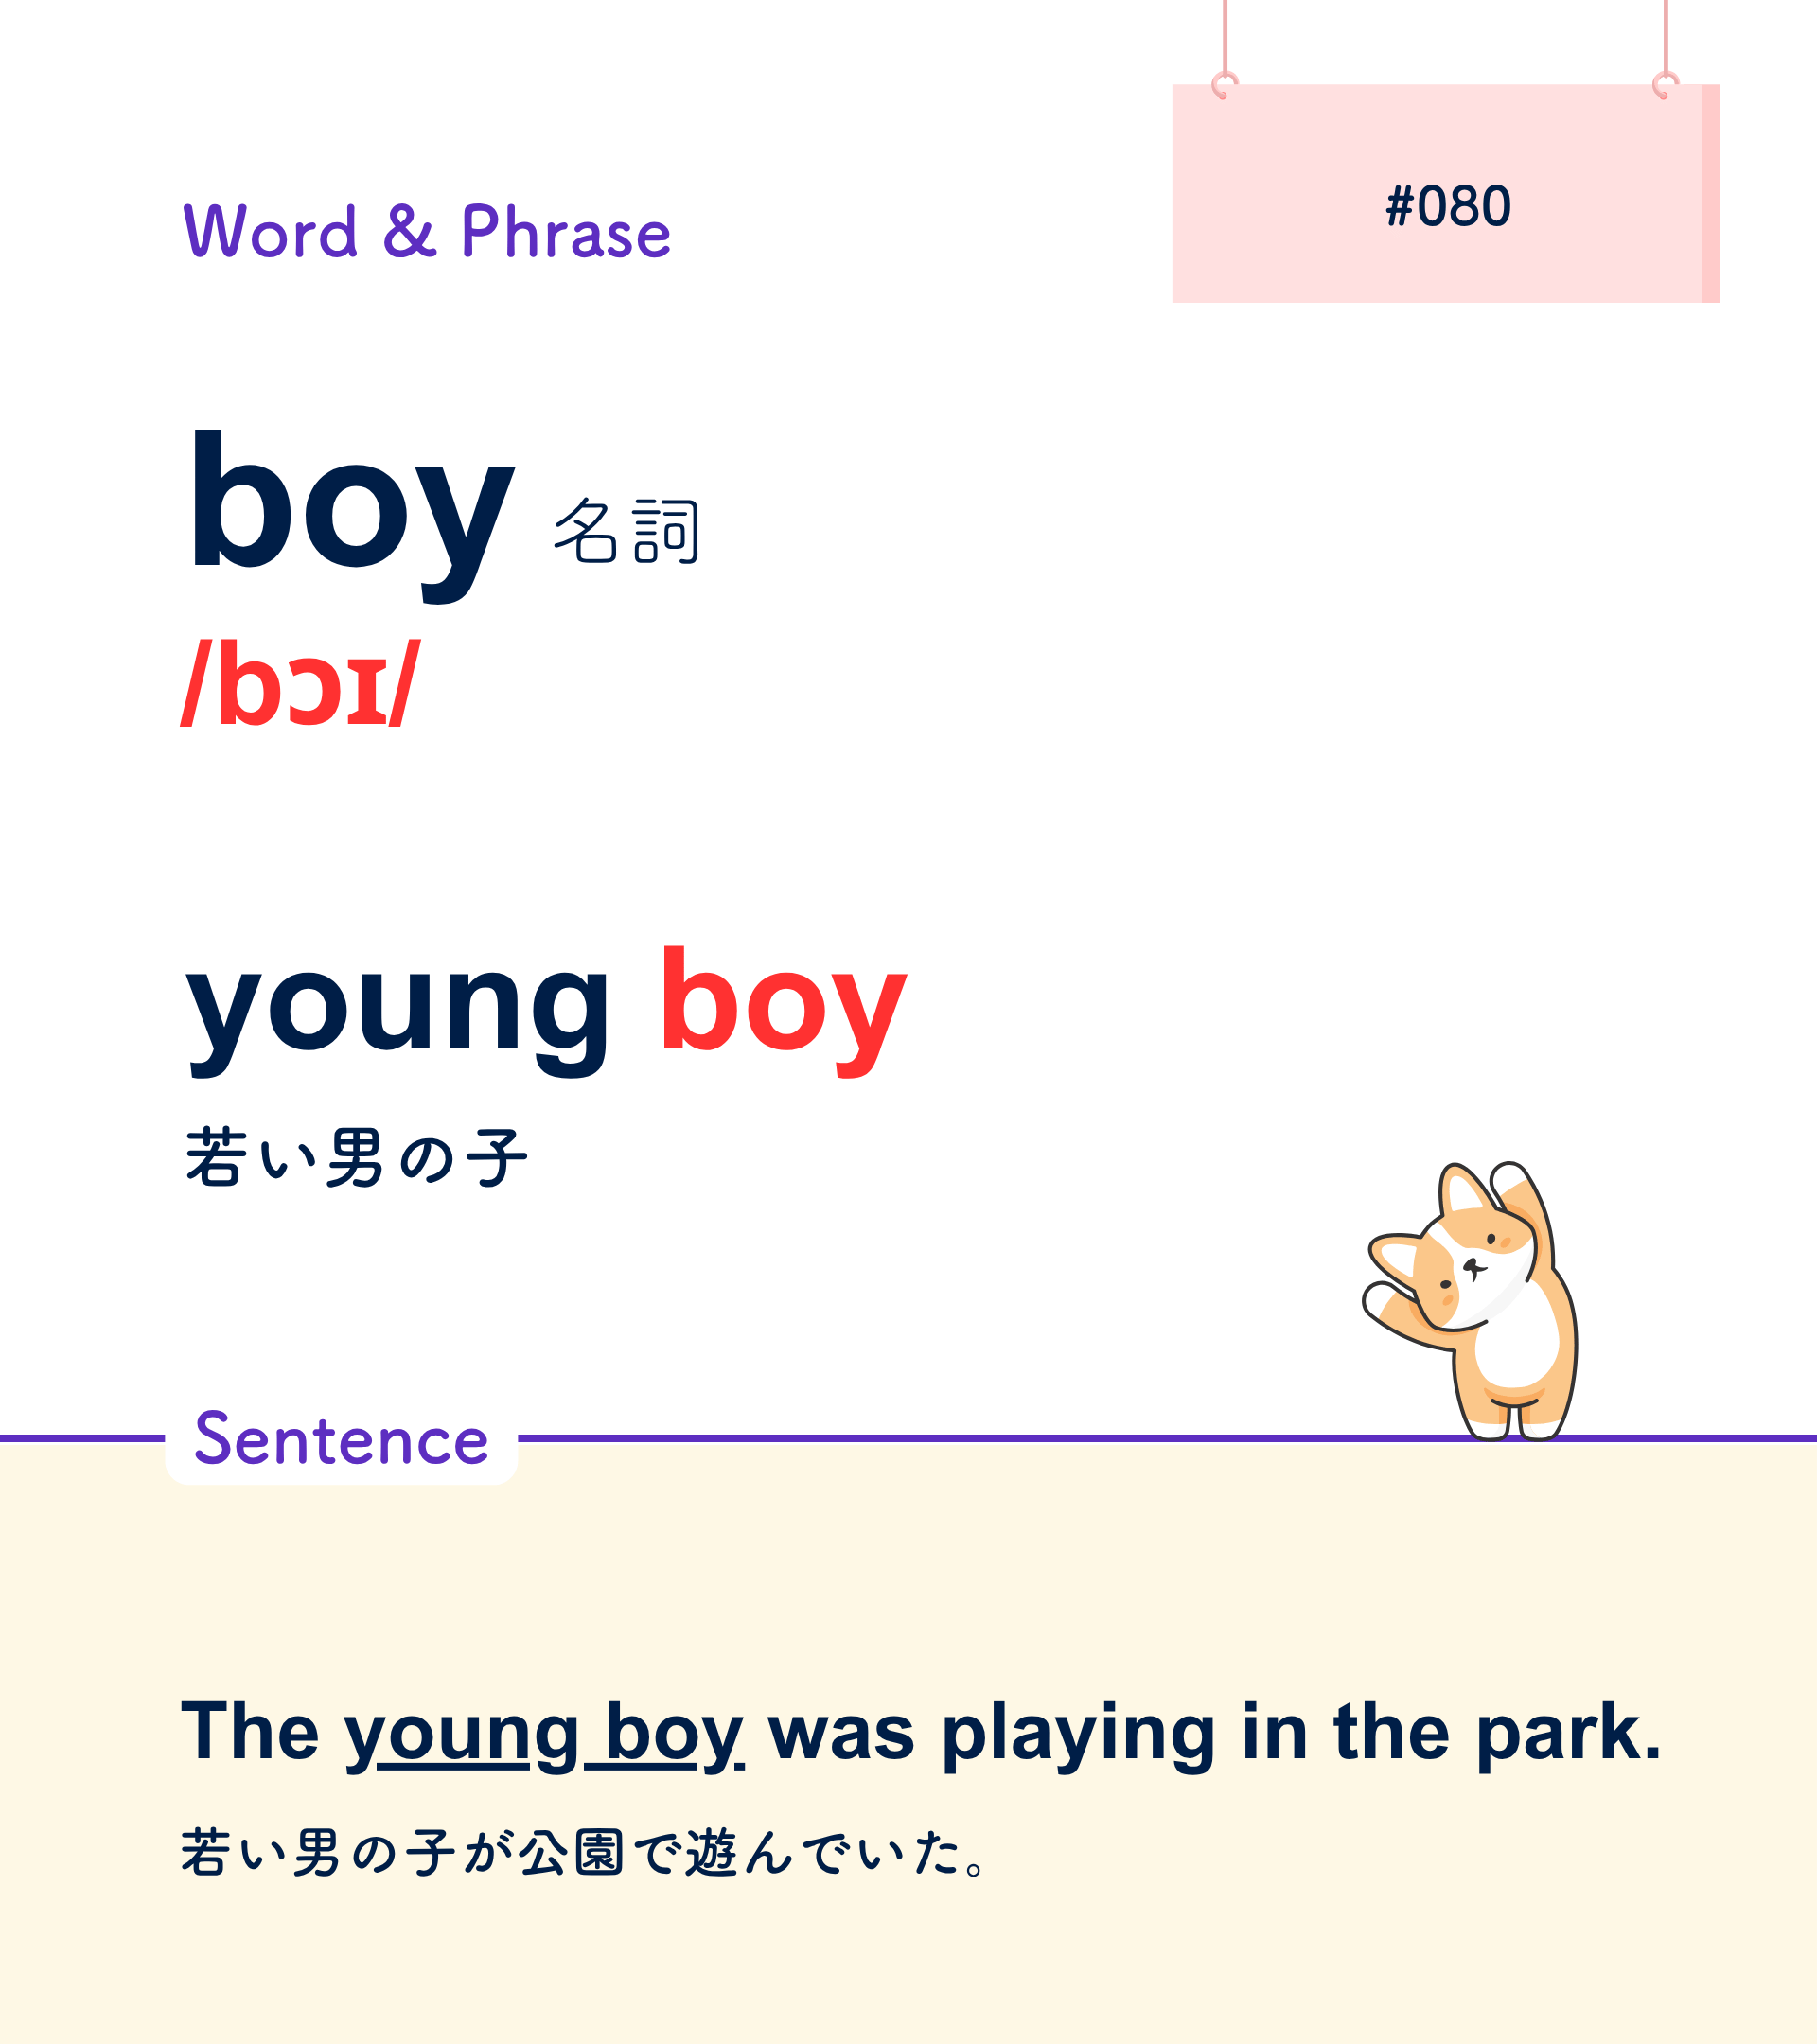 #080
Word & Phrase
boy 名詞
/bɔɪ/
young boy
若い男の子
Sentence
The young boy was playing in the park.
若い男の子が公園で遊んでいた。